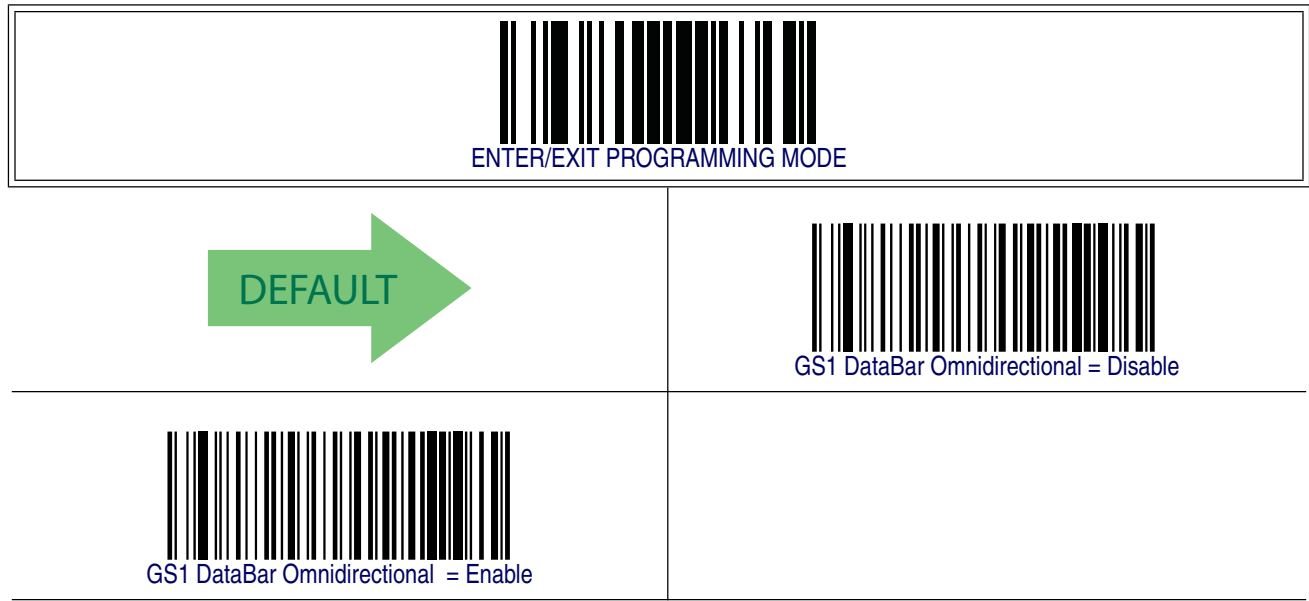 ENTER/EXIT PROGRAMMING MODE
DEFAULT
GS1 DataBar Omnidirectional = Disable
GS1 DataBar Omnidirectional = Enable